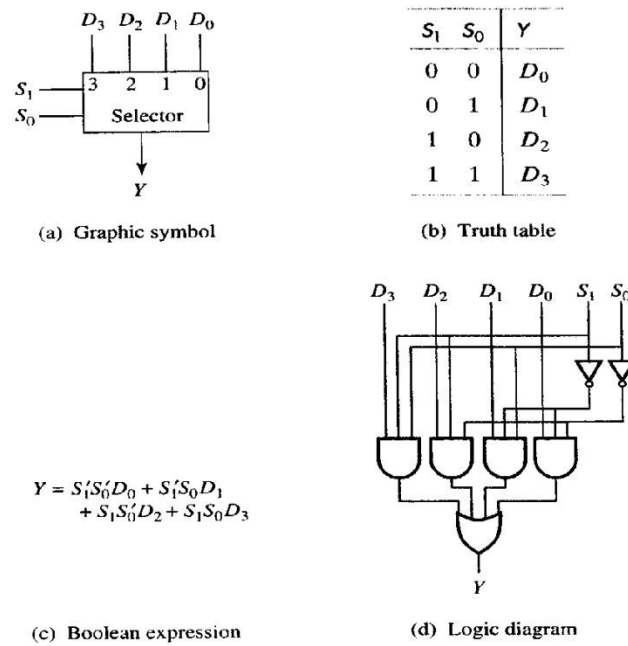 D₃ D₂ D₁ D₀
S₁
S₀
3 2 1 0
Selector
Y
(a) Graphic symbol
S₁ S₀ Y
0 0 D₀
0 1 D₁
1 0 D₂
1 1 D₃
(b) Truth table
Y = S₁′S₀′D₀ + S₁′S₀D₁
+ S₁S₀′D₂ + S₁S₀D₃
(c) Boolean expression
D₃ D₂ D₁ D₀ S₁ S₀
Y
(d) Logic diagram